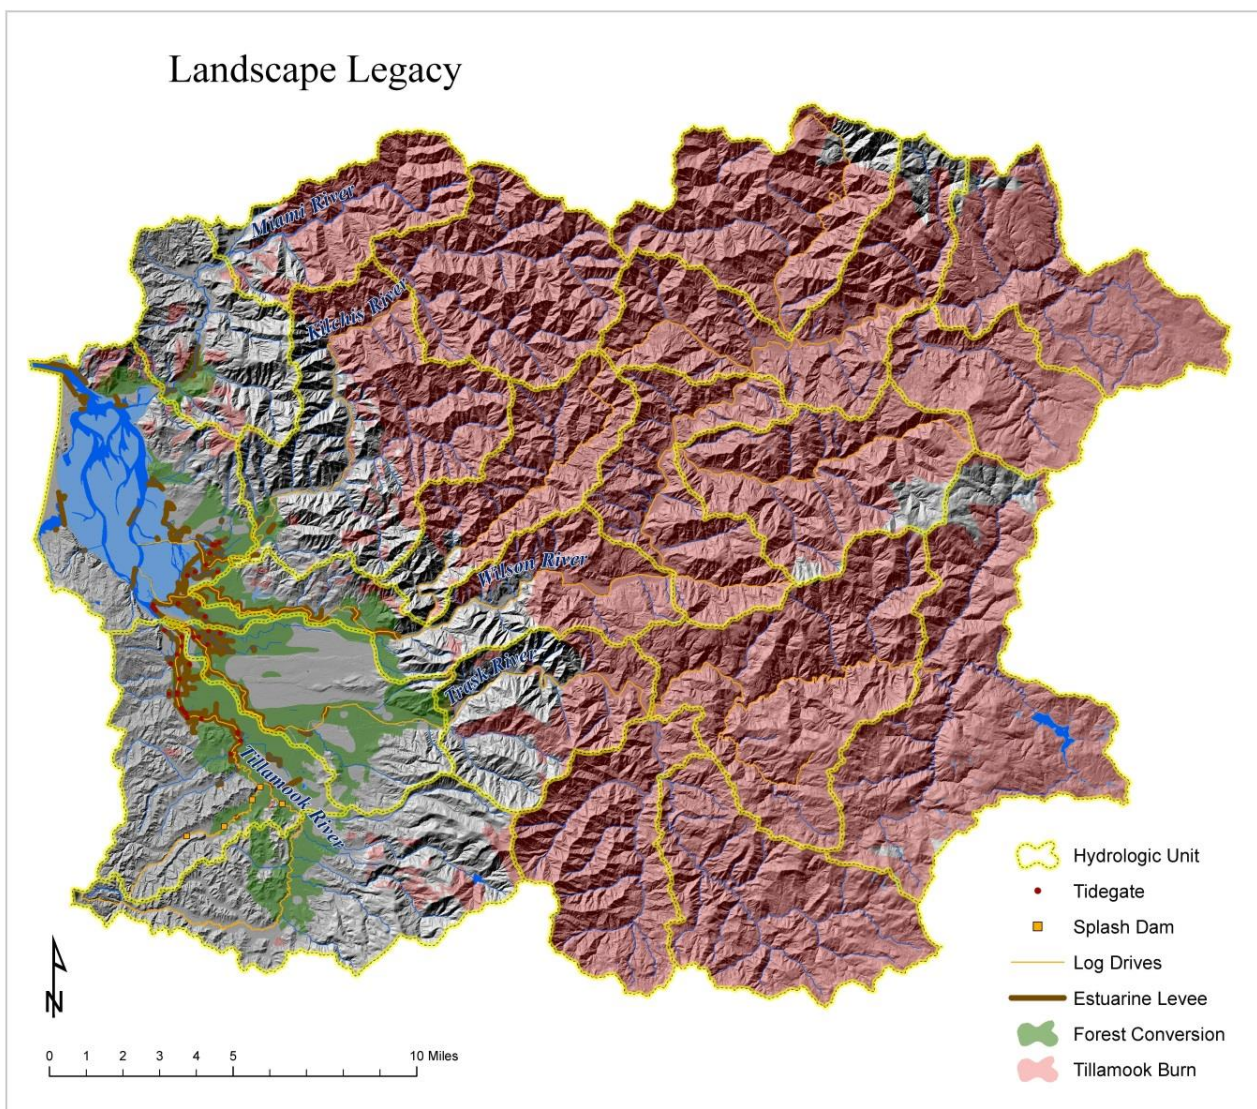 Landscape Legacy
Miami River
Kilchis River
Wilson River
Trask River
Tillamook River
Hydrologic Unit
Tidegate
Splash Dam
Log Drives
Estuarine Levee
Forest Conversion
Tillamook Burn
N
0 1 2 3 4 5 10 Miles